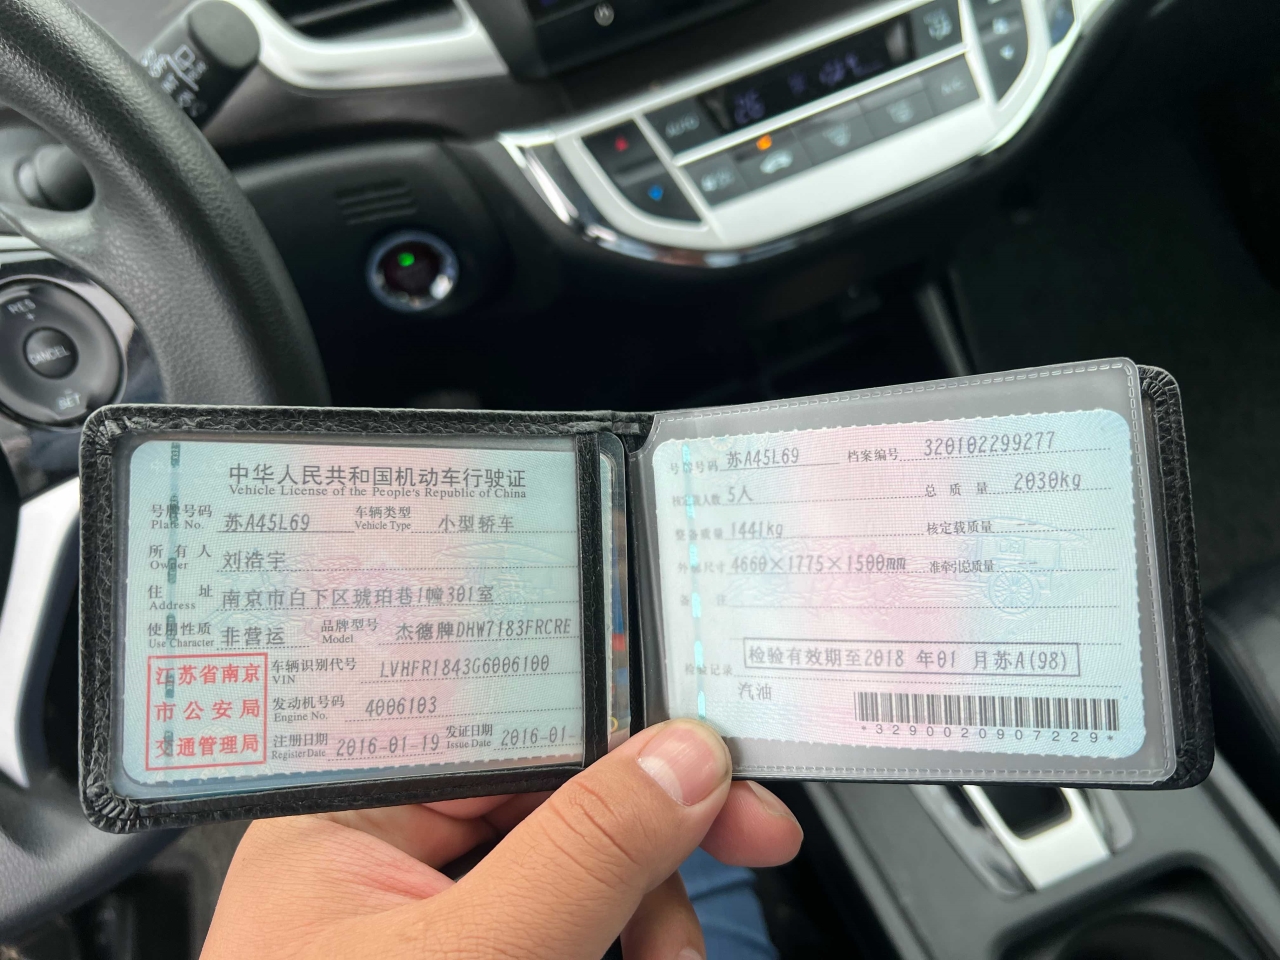 RES
+
CANCEL
-
SET
26
AUTO
A/C
中华人民共和国机动车行驶证
Vehicle License of the People's Republic of China
号牌号码 苏A45L69 车辆类型 小型轿车
Plate No. Vehicle Type
所有人 刘浩宇
Owner
住址 南京市白下区琥珀巷1幢301室
Address
使用性质 非营运 品牌型号 杰德牌DHW7183FRCRE
Use Character Model
江苏省南京
市公安局
交通管理局
车辆识别代号 LVHFR1843G6006100
VIN
发动机号码 4006103
Engine No.
注册日期 2016-01-19 发证日期 2016-01-
Register Date Issue Date
号牌号码 苏A45L69 档案编号 320102299277
核定载人数 5人 总质量 2030kg
整备质量 1441kg 核定载质量 --
外廓尺寸 4660×1775×1500mm 准牵引总质量 --
备注
检验记录 检验有效期至2018 年01 月苏A(98)
汽油
*3290020907229*